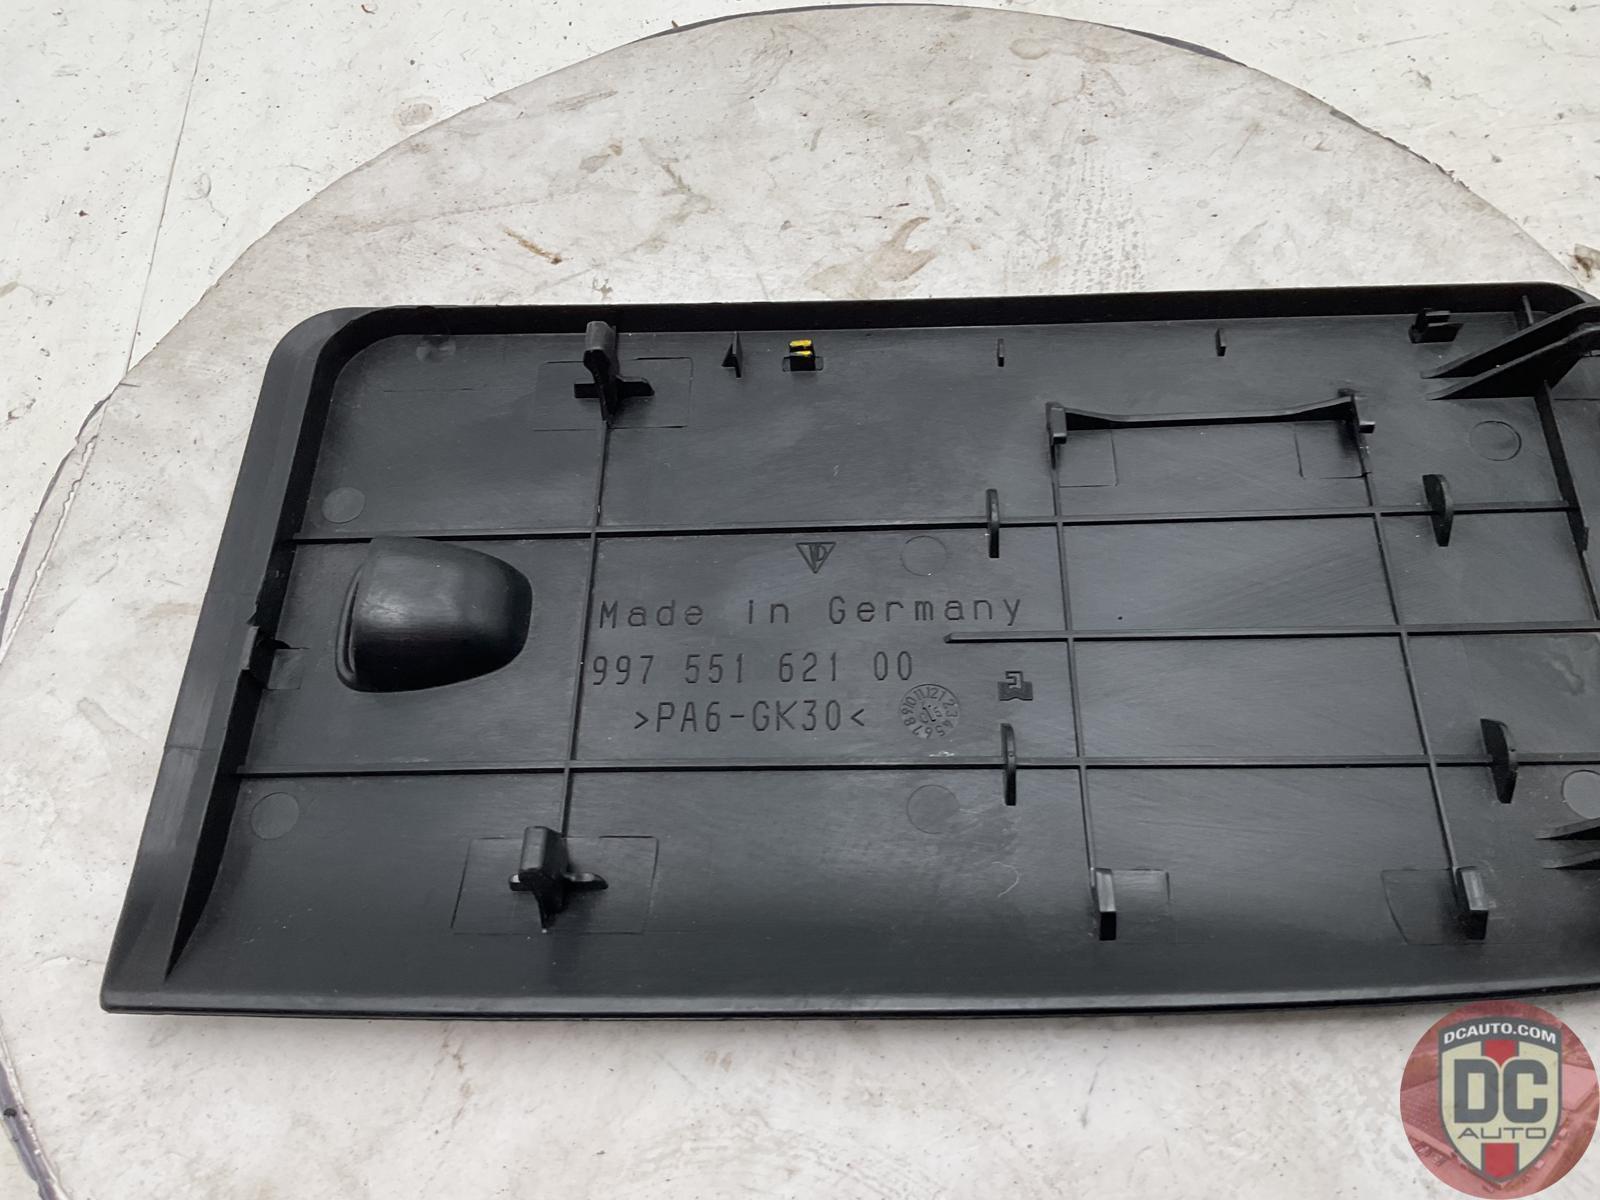 Made in Germany
997 551 621 00
>PA6-GK30<
DCAUTO.COM
DC
AUTO